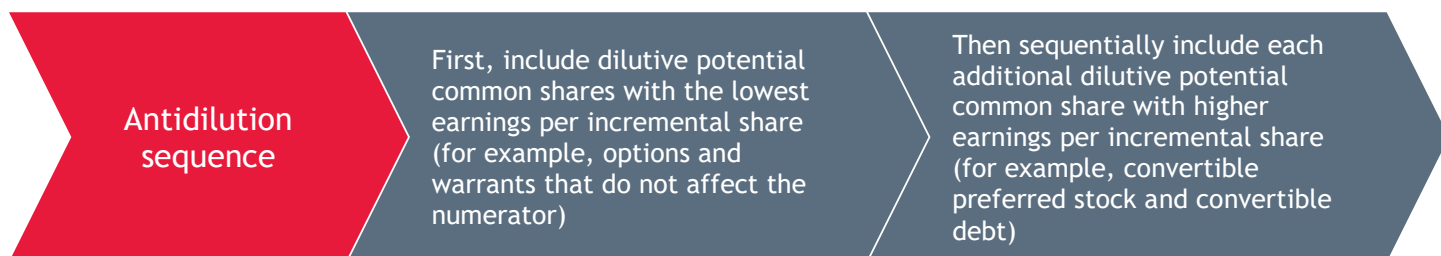 Antidilution
sequence
First, include dilutive potential
common shares with the lowest
earnings per incremental share
(for example, options and
warrants that do not affect the
numerator)
Then sequentially include each
additional dilutive potential
common share with higher
earnings per incremental share
(for example, convertible
preferred stock and convertible
debt)